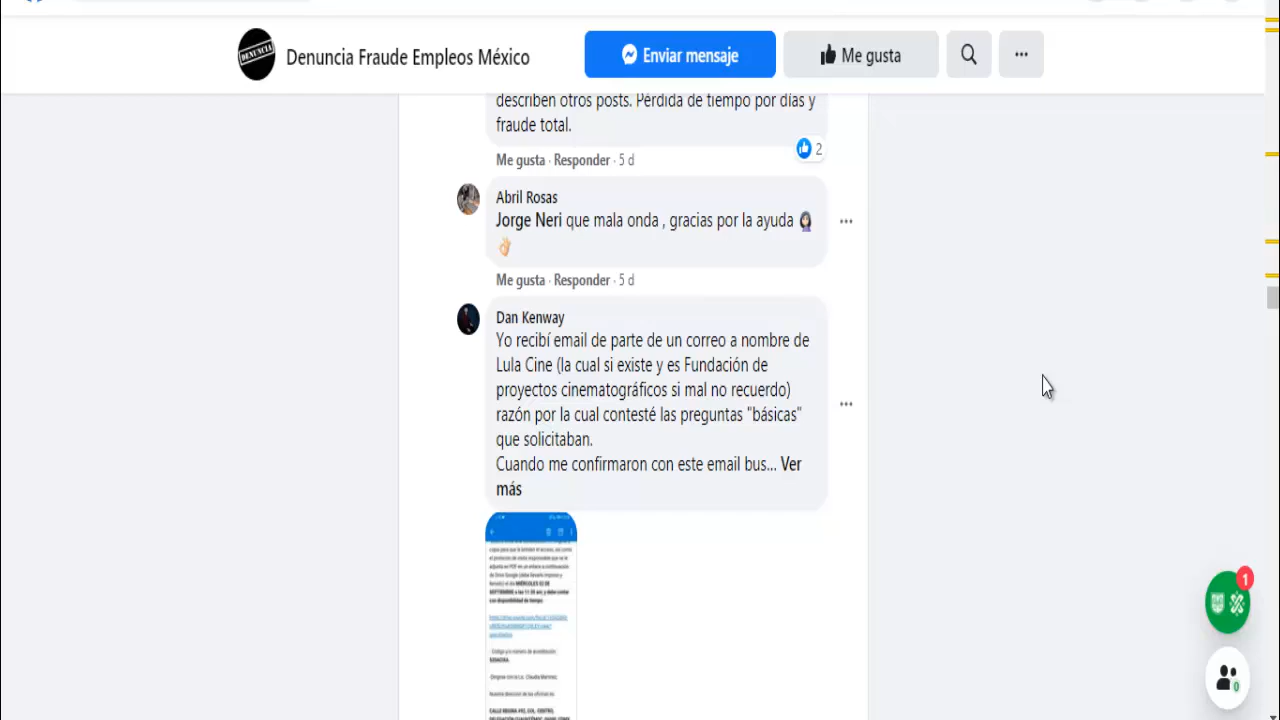 DENUNCIA
Denuncia Fraude Empleos México
Enviar mensaje
Me gusta
describen otros posts. Pérdida de tiempo por días y
fraude total.
2
Me gusta · Responder · 5 d
Abril Rosas
Jorge Neri que mala onda , gracias por la ayuda
Me gusta · Responder · 5 d
Dan Kenway
Yo recibí email de parte de un correo a nombre de
Lula Cine (la cual si existe y es Fundación de
proyectos cinematográficos si mal no recuerdo)
razón por la cual contesté las preguntas "básicas"
que solicitaban.
Cuando me confirmaron con este email bus... Ver
más
1